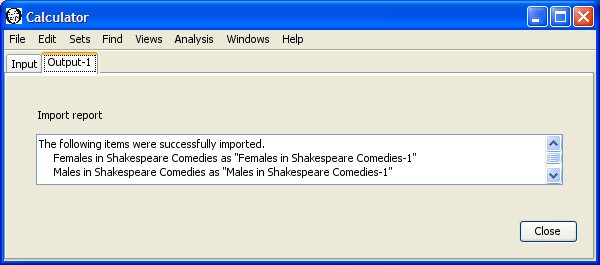 Calculator
File Edit Sets Find Views Analysis Windows Help
Input Output-1
Import report
The following items were successfully imported.
Females in Shakespeare Comedies as "Females in Shakespeare Comedies-1"
Males in Shakespeare Comedies as "Males in Shakespeare Comedies-1"
Close